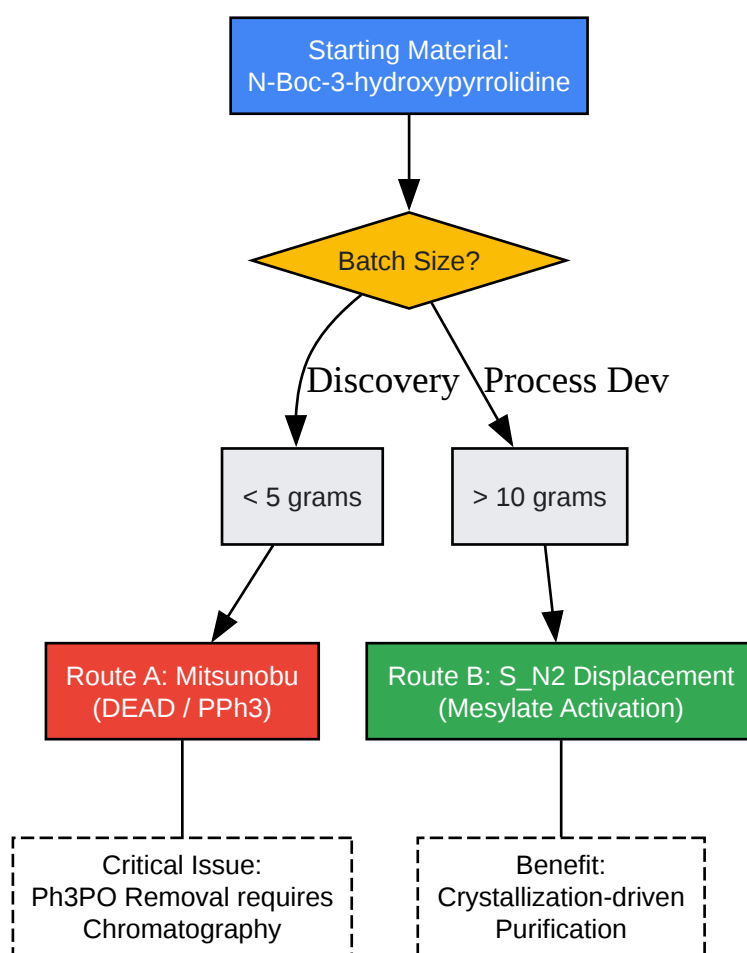 Starting Material:
N-Boc-3-hydroxypyrrolidine
Batch Size?
Discovery
Process Dev
< 5 grams
> 10 grams
Route A: Mitsunobu
(DEAD / PPh3)
Route B: S_N2 Displacement
(Mesylate Activation)
Critical Issue:
Ph3PO Removal requires
Chromatography
Benefit:
Crystallization-driven
Purification